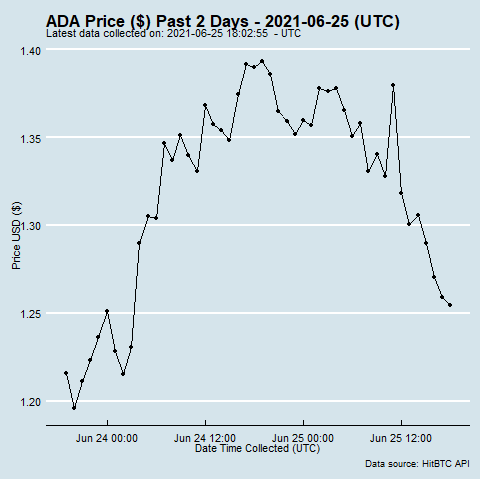 ADA Price ($) Past 2 Days - 2021-06-25 (UTC)
Latest data collected on: 2021-06-25 18:02:55 - UTC
1.40
1.35
1.30
1.25
1.20
Price USD ($)
Jun 24 00:00 Jun 24 12:00 Jun 25 00:00 Jun 25 12:00
Date Time Collected (UTC)
Data source: HitBTC API